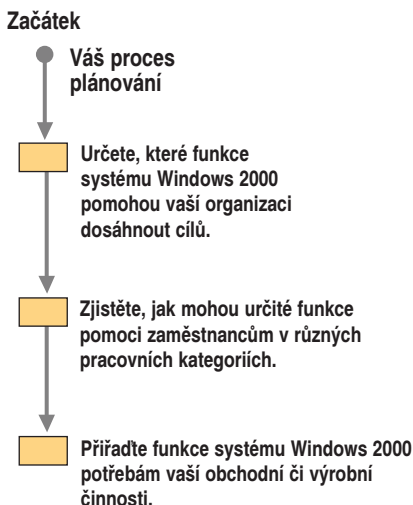 Začátek
Váš proces
plánování
Určete, které funkce
systému Windows 2000
pomohou vaší organizaci
dosáhnout cílů.
Zjistěte, jak mohou určité funkce
pomoci zaměstnancům v různých
pracovních kategoriích.
Přiřaďte funkce systému Windows 2000
potřebám vaší obchodní či výrobní
činnosti.